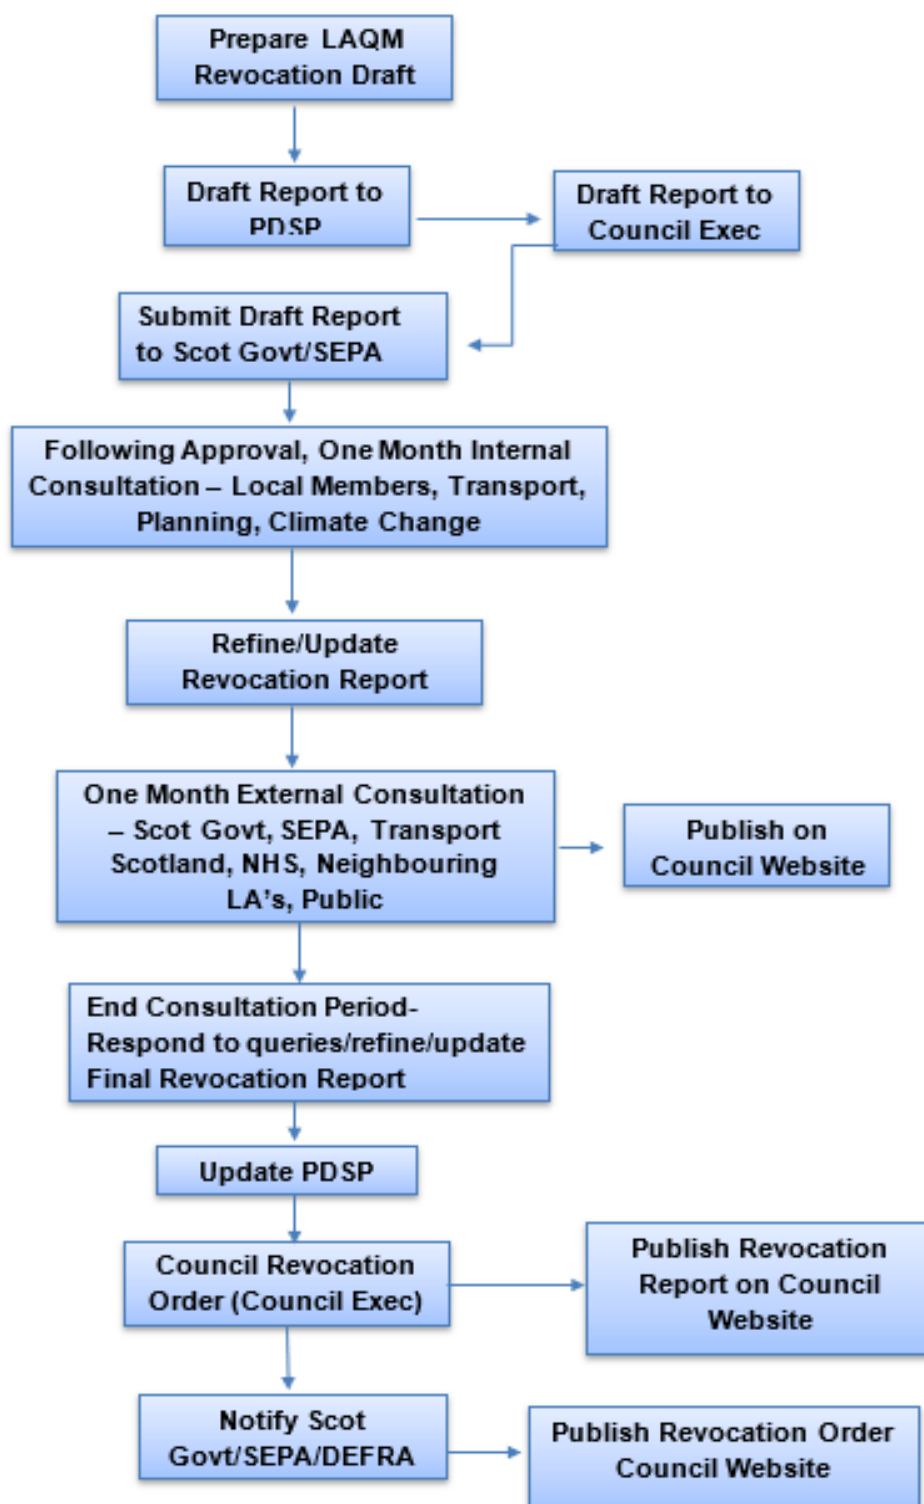 Prepare LAQM
Revocation Draft
Draft Report to
PDSP
Draft Report to
Council Exec
Submit Draft Report
to Scot Govt/SEPA
Following Approval, One Month Internal
Consultation – Local Members, Transport,
Planning, Climate Change
Refine/Update
Revocation Report
One Month External Consultation
– Scot Govt, SEPA, Transport
Scotland, NHS, Neighbouring
LA's, Public
Publish on
Council Website
End Consultation Period-
Respond to queries/refine/update
Final Revocation Report
Update PDSP
Council Revocation
Order (Council Exec)
Publish Revocation
Report on Council
Website
Notify Scot
Govt/SEPA/DEFRA
Publish Revocation Order
Council Website